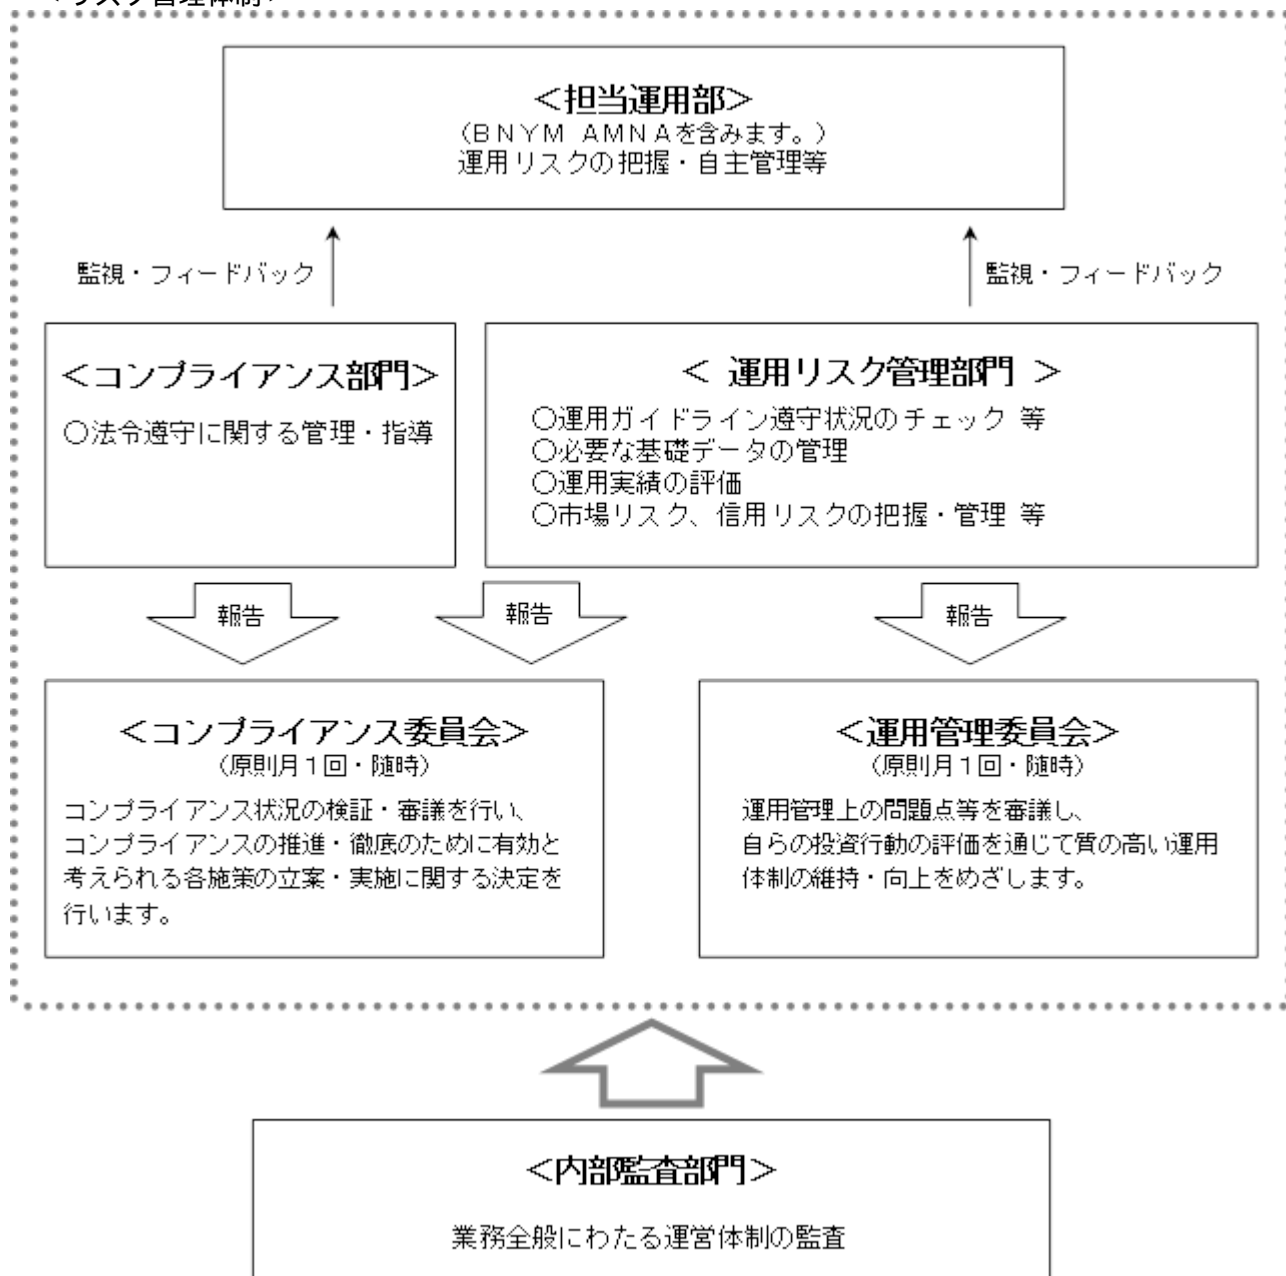 ＜リスク管理体制＞
＜担当運用部＞
（ＢＮＹＭ ＡＭＮＡを含みます。）
運用リスクの把握・自主管理等
監視・フィードバック
監視・フィードバック
＜コンプライアンス部門＞
○法令遵守に関する管理・指導
＜ 運用リスク管理部門 ＞
○運用ガイドライン遵守状況のチェック 等
○必要な基礎データの管理
○運用実績の評価
○市場リスク、信用リスクの把握・管理 等
報告
報告
報告
＜コンプライアンス委員会＞
（原則月１回・随時）
コンプライアンス状況の検証・審議を行い、
コンプライアンスの推進・徹底のために有効と
考えられる各施策の立案・実施に関する決定を
行います。
＜運用管理委員会＞
（原則月１回・随時）
運用管理上の問題点等を審議し、
自らの投資行動の評価を通じて質の高い運用
体制の維持・向上をめざします。
＜内部監査部門＞
業務全般にわたる運営体制の監査